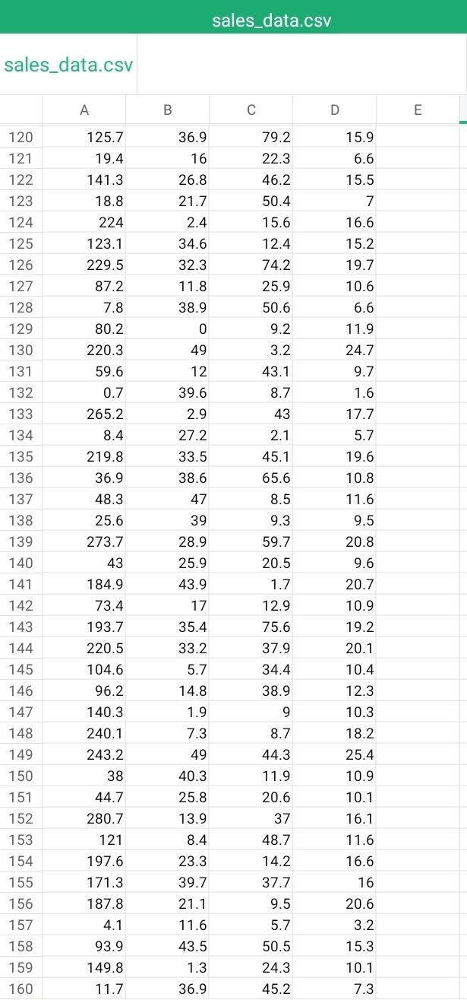 sales_data.csv
sales_data.csv
A B C D E
120 125.7 36.9 79.2 15.9
121 19.4 16 22.3 6.6
122 141.3 26.8 46.2 15.5
123 18.8 21.7 50.4 7
124 224 2.4 15.6 16.6
125 123.1 34.6 12.4 15.2
126 229.5 32.3 74.2 19.7
127 87.2 11.8 25.9 10.6
128 7.8 38.9 50.6 6.6
129 80.2 0 9.2 11.9
130 220.3 49 3.2 24.7
131 59.6 12 43.1 9.7
132 0.7 39.6 8.7 1.6
133 265.2 2.9 43 17.7
134 8.4 27.2 2.1 5.7
135 219.8 33.5 45.1 19.6
136 36.9 38.6 65.6 10.8
137 48.3 47 8.5 11.6
138 25.6 39 9.3 9.5
139 273.7 28.9 59.7 20.8
140 43 25.9 20.5 9.6
141 184.9 43.9 1.7 20.7
142 73.4 17 12.9 10.9
143 193.7 35.4 75.6 19.2
144 220.5 33.2 37.9 20.1
145 104.6 5.7 34.4 10.4
146 96.2 14.8 38.9 12.3
147 140.3 1.9 9 10.3
148 240.1 7.3 8.7 18.2
149 243.2 49 44.3 25.4
150 38 40.3 11.9 10.9
151 44.7 25.8 20.6 10.1
152 280.7 13.9 37 16.1
153 121 8.4 48.7 11.6
154 197.6 23.3 14.2 16.6
155 171.3 39.7 37.7 16
156 187.8 21.1 9.5 20.6
157 4.1 11.6 5.7 3.2
158 93.9 43.5 50.5 15.3
159 149.8 1.3 24.3 10.1
160 11.7 36.9 45.2 7.3